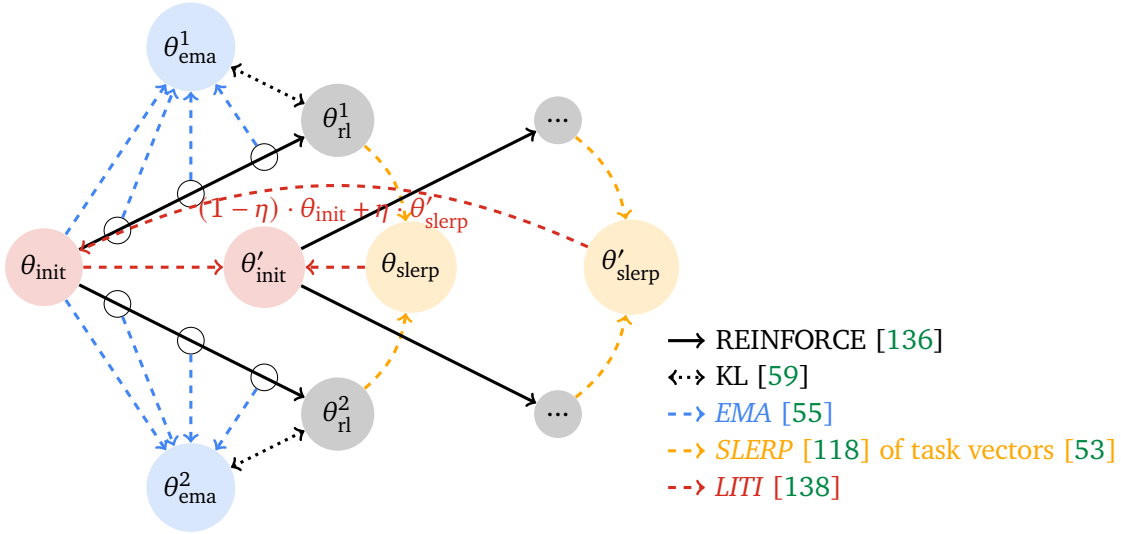 θ¹ₑₘₐ
θ¹ᵣₗ
...
(1 − η) · θᵢₙᵢₜ + η · θ′ₛₗₑᵣₚ
θᵢₙᵢₜ
θ′ᵢₙᵢₜ
θₛₗₑᵣₚ
θ′ₛₗₑᵣₚ
θ²ᵣₗ
...
θ²ₑₘₐ
REINFORCE [136]
KL [59]
EMA [55]
SLERP [118] of task vectors [53]
LITI [138]